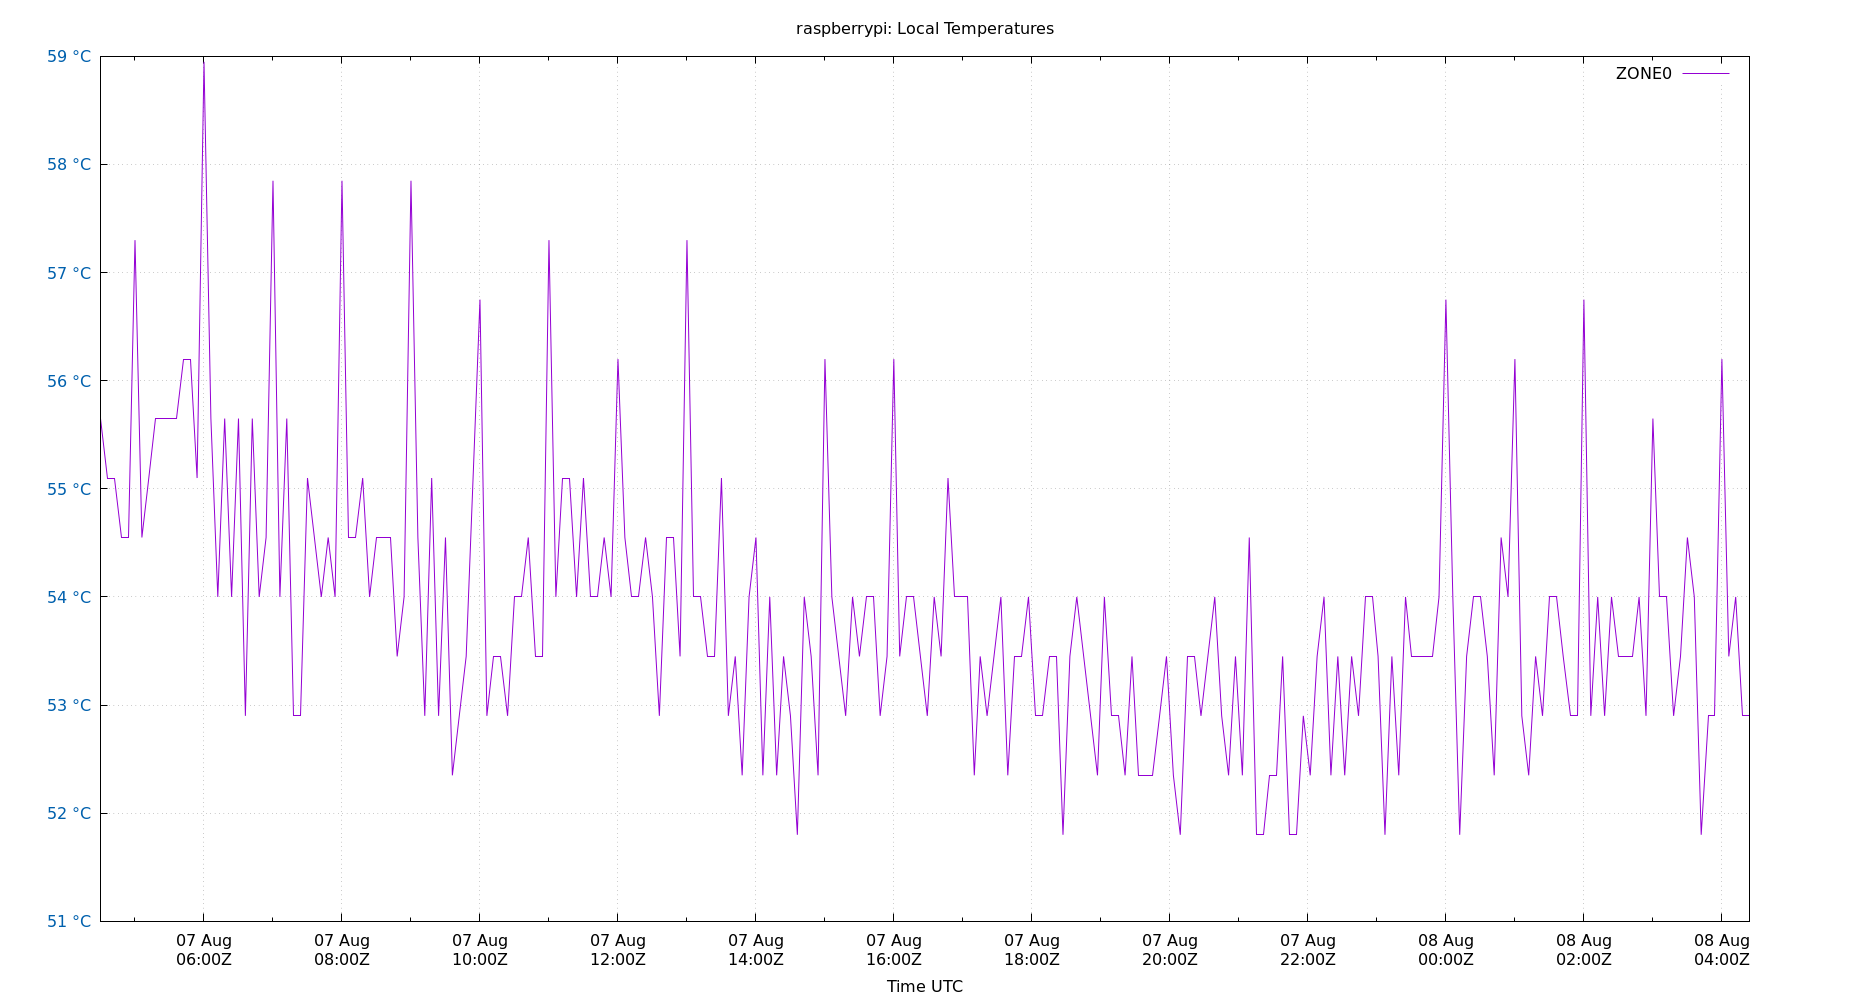 raspberrypi: Local Temperatures
59 °C
ZONE0
58 °C
57 °C
56 °C
55 °C
54 °C
53 °C
52 °C
51 °C
07 Aug 07 Aug 07 Aug 07 Aug 07 Aug 07 Aug 07 Aug 07 Aug 07 Aug 08 Aug 08 Aug 08 Aug
06:00Z 08:00Z 10:00Z 12:00Z 14:00Z 16:00Z 18:00Z 20:00Z 22:00Z 00:00Z 02:00Z 04:00Z
Time UTC